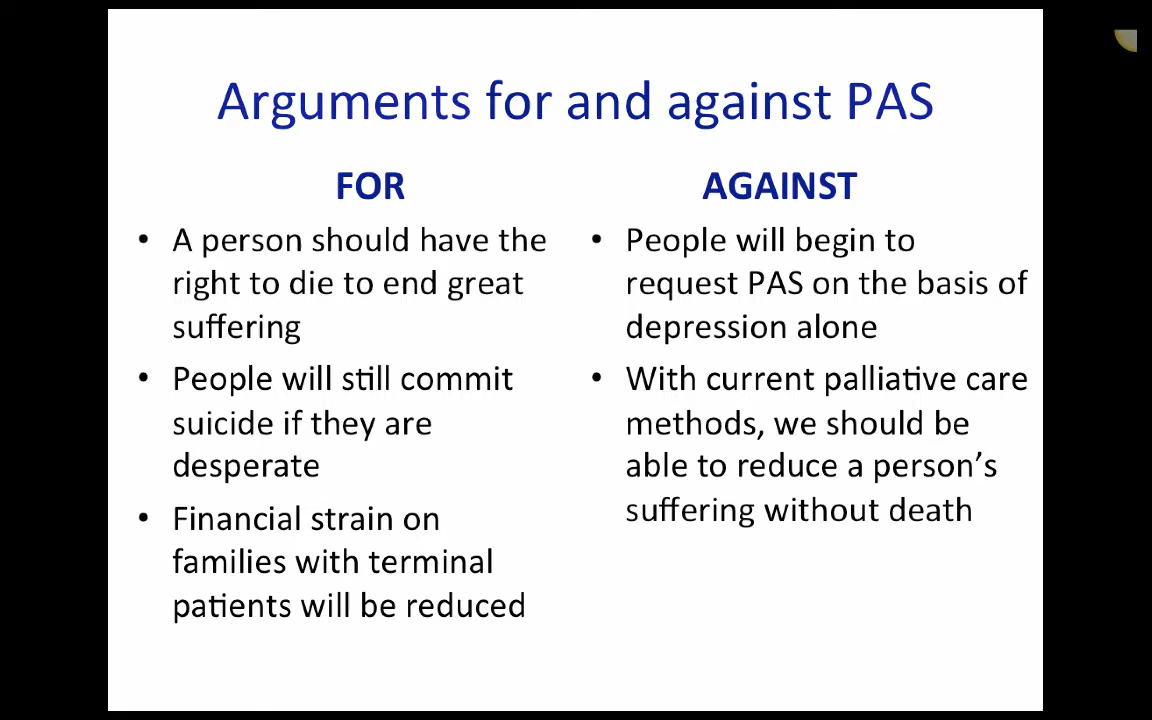 Arguments for and against PAS
FOR
• A person should have the
right to die to end great
suffering
• People will still commit
suicide if they are
desperate
• Financial strain on
families with terminal
patients will be reduced
AGAINST
• People will begin to
request PAS on the basis of
depression alone
• With current palliative care
methods, we should be
able to reduce a person’s
suffering without death